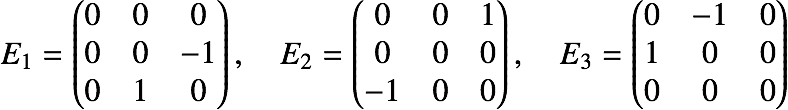 E_1 = \begin{pmatrix} 0 & 0 & 0 \\ 0 & 0 & -1 \\ 0 & 1 & 0 \end{pmatrix}, \quad E_2 = \begin{pmatrix} 0 & 0 & 1 \\ 0 & 0 & 0 \\ -1 & 0 & 0 \end{pmatrix}, \quad E_3 = \begin{pmatrix} 0 & -1 & 0 \\ 1 & 0 & 0 \\ 0 & 0 & 0 \end{pmatrix}